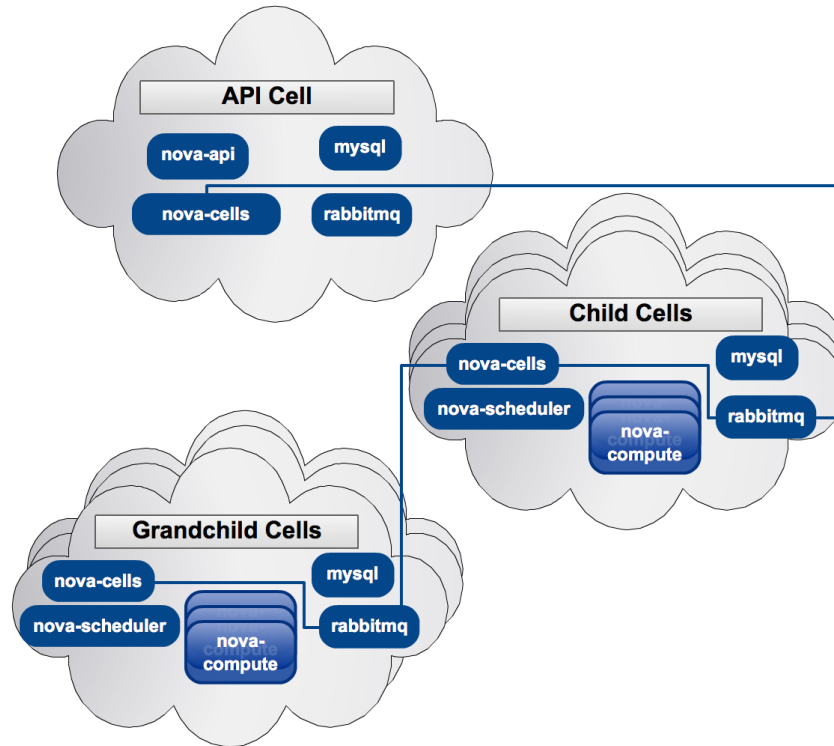 API Cell
nova-api
mysql
nova-cells
rabbitmq
Child Cells
nova-cells
mysql
nova-scheduler
nova-
compute
rabbitmq
Grandchild Cells
nova-cells
mysql
nova-scheduler
nova-
compute
rabbitmq